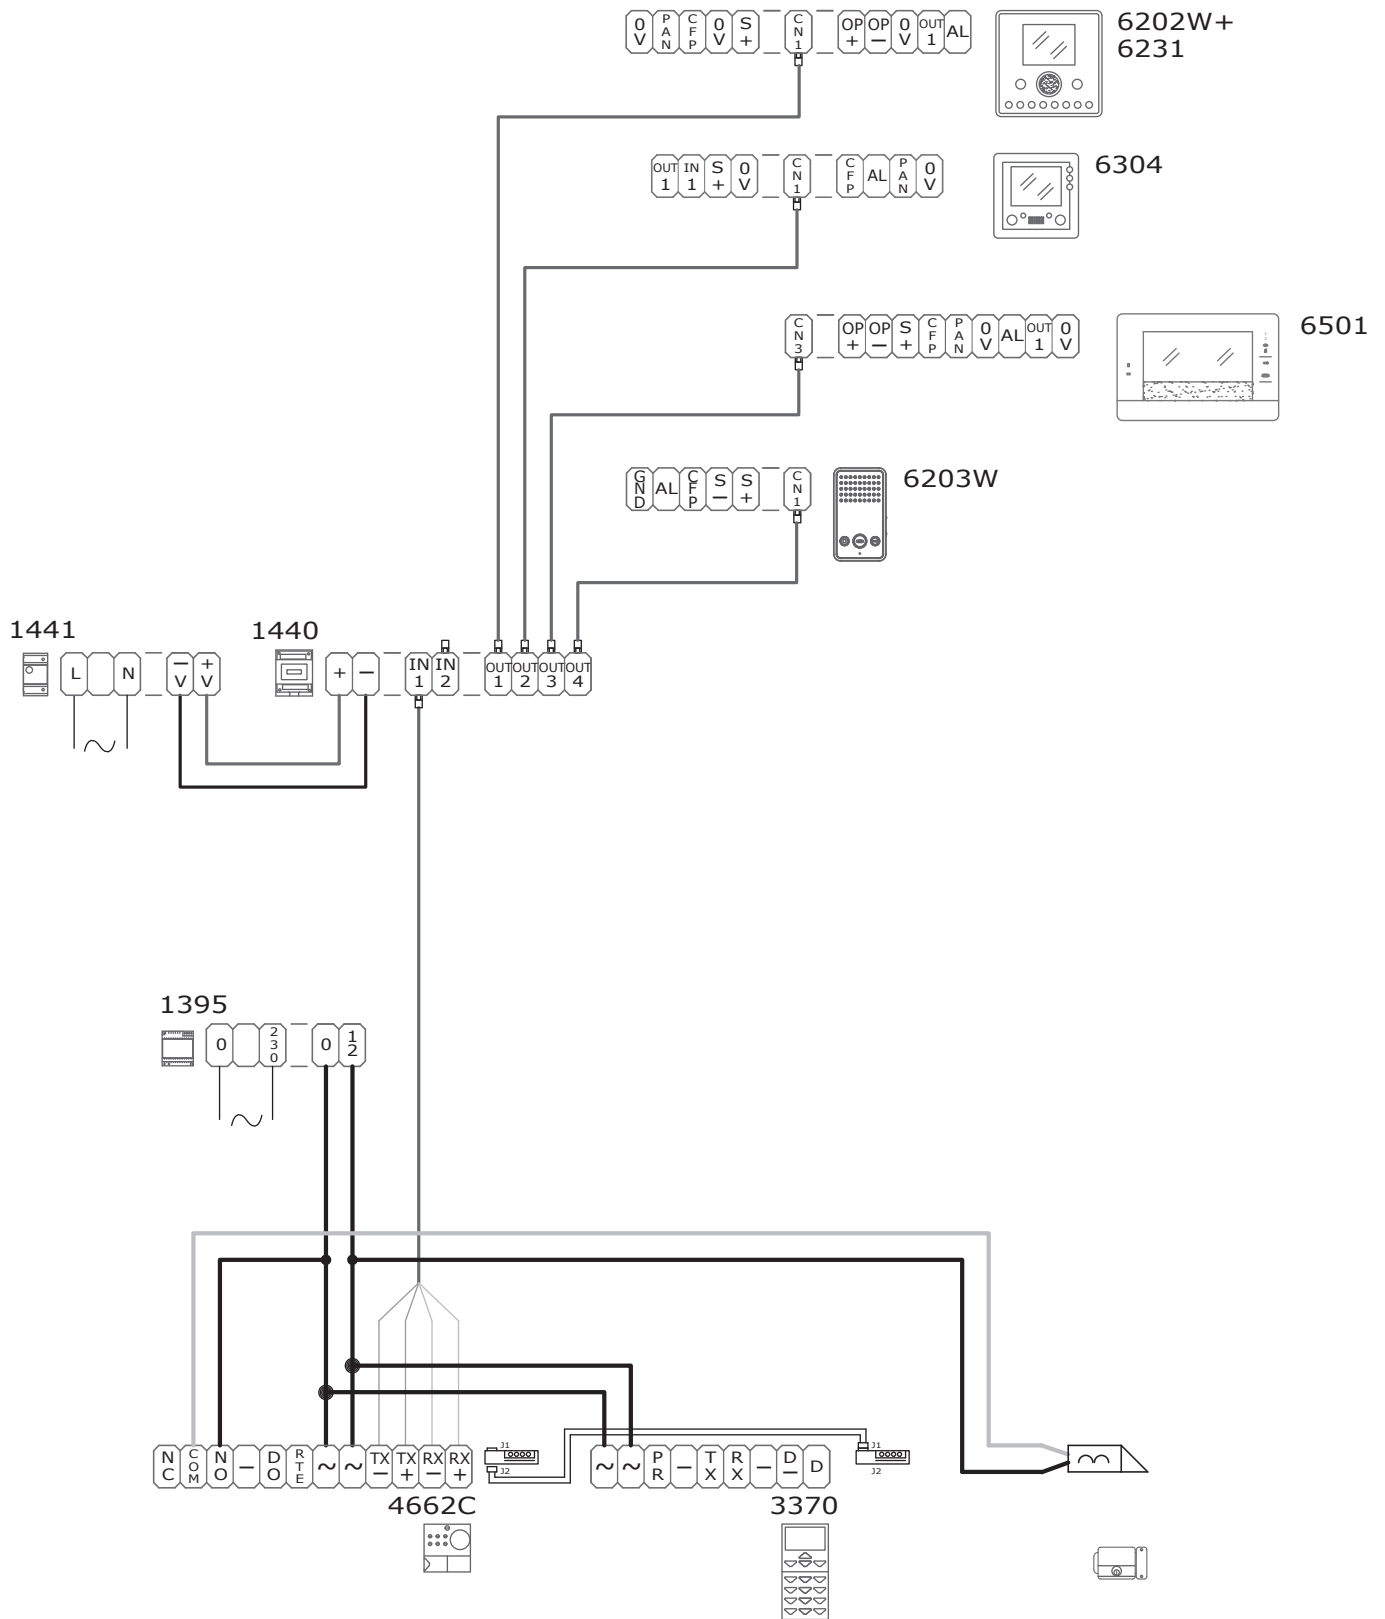 0V PAN CFP 0V S+ CN1 OP+ OP− 0V OUT1 AL
6202W+
6231
OUT1 IN1 S+ 0V CN1 CFP AL PAN 0V
6304
CN3 OP+ OP− S+ CFP PAN 0V AL OUT1 0V
6501
GND AL CFP S− S+ CN1
6203W
1441
L N −V +V
1440
+ − IN1 IN2 OUT1 OUT2 OUT3 OUT4
1395
0 230 0 12
NC COM NO − DO RTE ~ ~ TX− TX+ RX− RX+
J1
J2
4662C
~ ~ PR − TX RX − D− D
J1
J2
3370